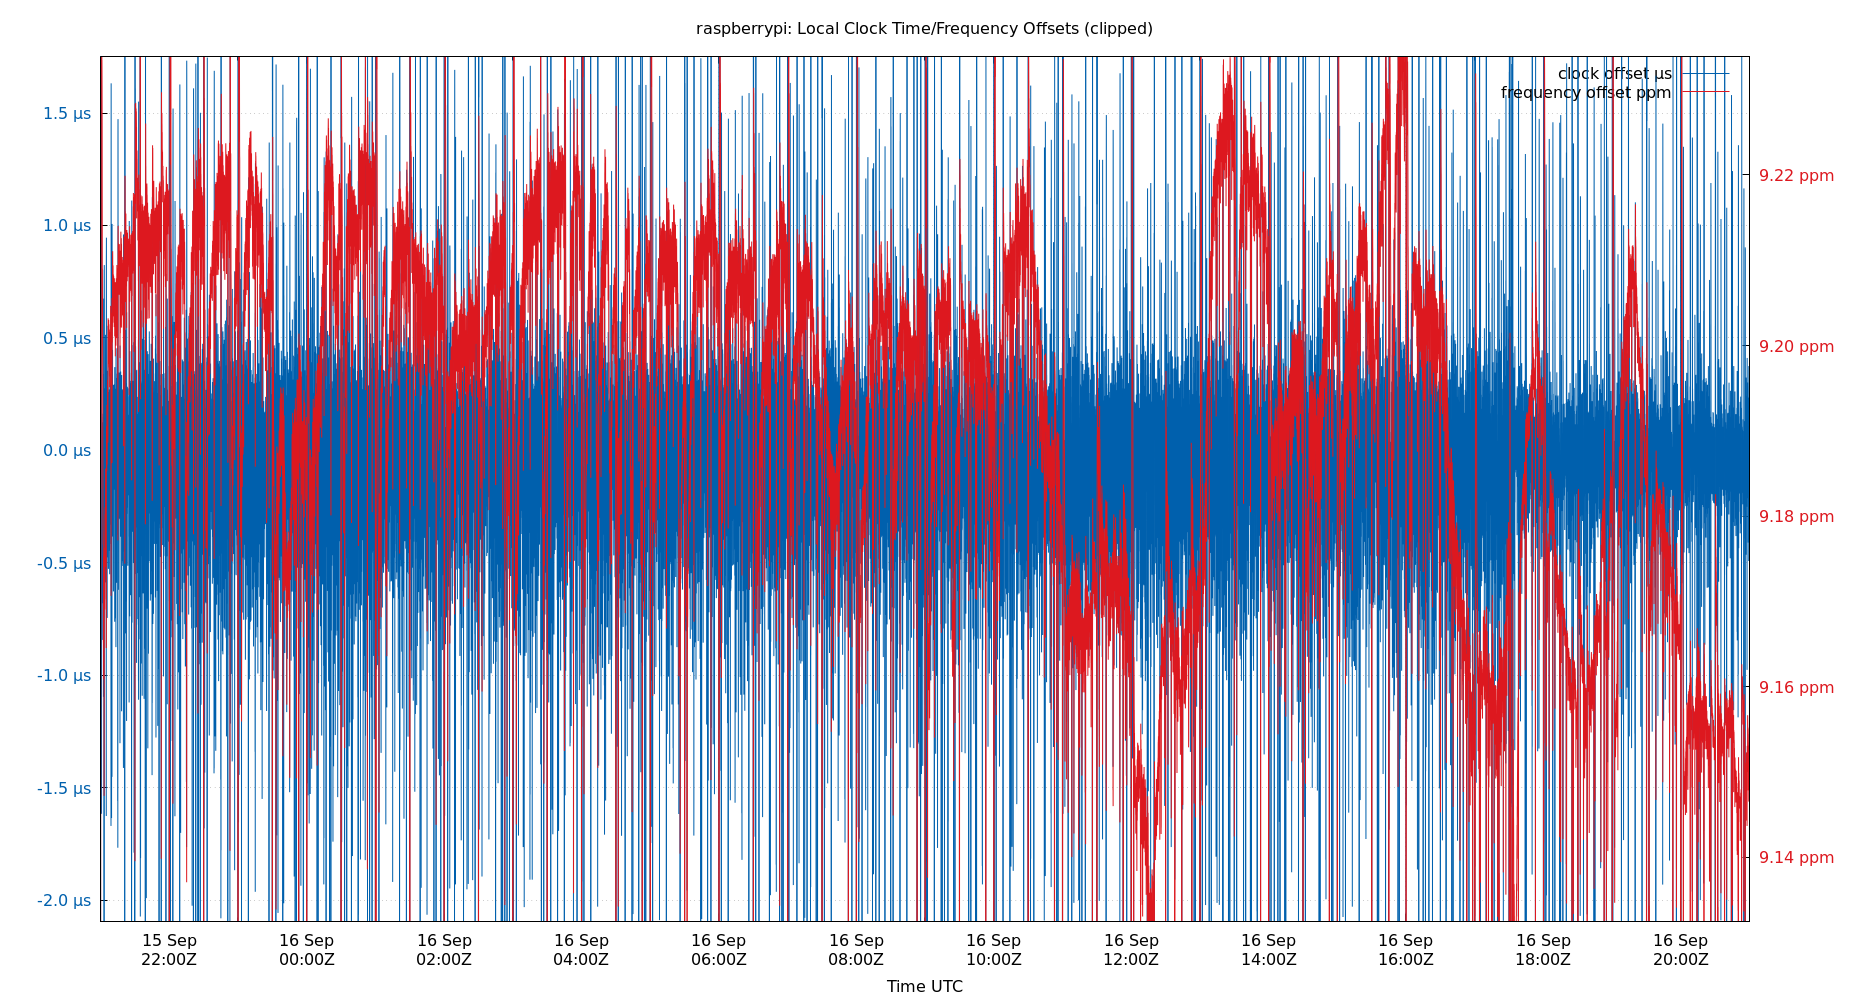 raspberrypi: Local Clock Time/Frequency Offsets (clipped)
clock offset µs
frequency offset ppm
1.5 µs
1.0 µs
0.5 µs
0.0 µs
-0.5 µs
-1.0 µs
-1.5 µs
-2.0 µs
9.22 ppm
9.20 ppm
9.18 ppm
9.16 ppm
9.14 ppm
15 Sep 16 Sep 16 Sep 16 Sep 16 Sep 16 Sep 16 Sep 16 Sep 16 Sep 16 Sep 16 Sep 16 Sep
22:00Z 00:00Z 02:00Z 04:00Z 06:00Z 08:00Z 10:00Z 12:00Z 14:00Z 16:00Z 18:00Z 20:00Z
Time UTC